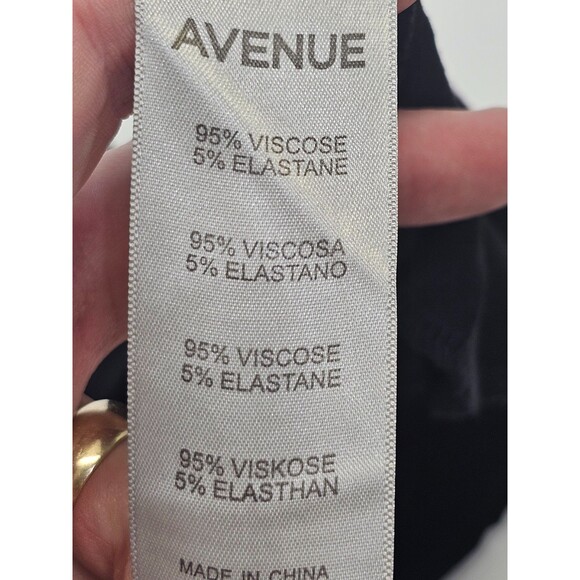 AVENUE
95% VISCOSE
5% ELASTANE
95% VISCOSA
5% ELASTANO
95% VISCOSE
5% ELASTANE
95% VISKOSE
5% ELASTHAN
MADE IN CHINA